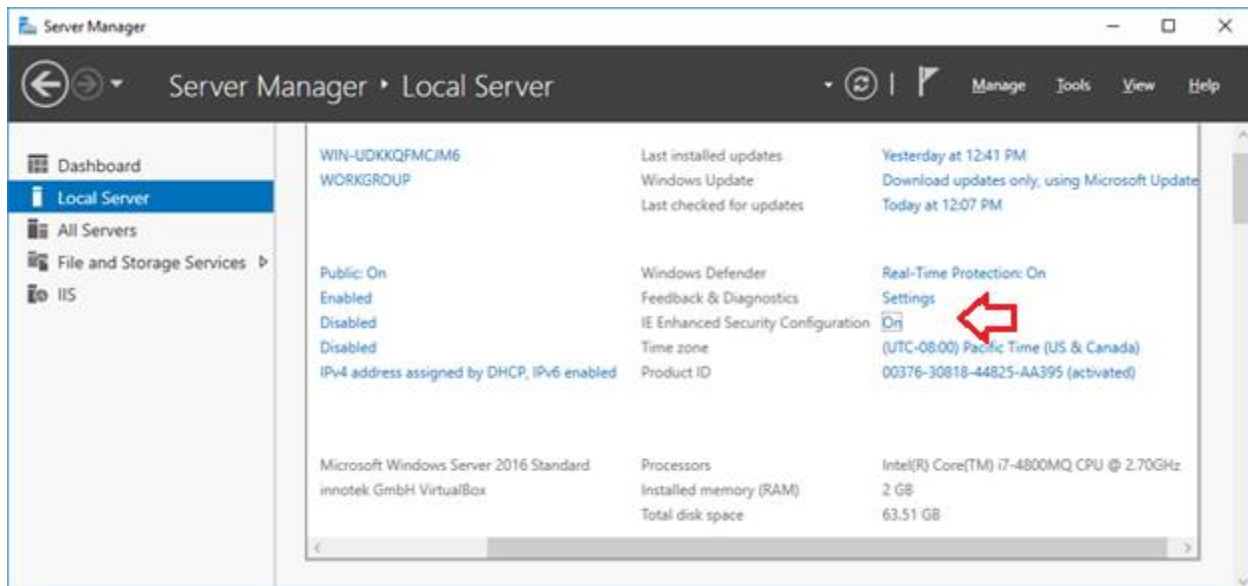 Server Manager
Server Manager • Local Server
Manage Tools View Help
Dashboard
Local Server
All Servers
File and Storage Services
IIS
WIN-UDKKQFMCJM6 Last installed updates Yesterday at 12:41 PM
WORKGROUP Windows Update Download updates only, using Microsoft Update
Last checked for updates Today at 12:07 PM
Public: On Windows Defender Real-Time Protection: On
Enabled Feedback & Diagnostics Settings
Disabled IE Enhanced Security Configuration On
Disabled Time zone (UTC-08:00) Pacific Time (US & Canada)
IPv4 address assigned by DHCP, IPv6 enabled Product ID 00376-30818-44825-AA395 (activated)
Microsoft Windows Server 2016 Standard Processors Intel(R) Core(TM) i7-4800MQ CPU @ 2.70GHz
innotek GmbH VirtualBox Installed memory (RAM) 2 GB
Total disk space 63.51 GB